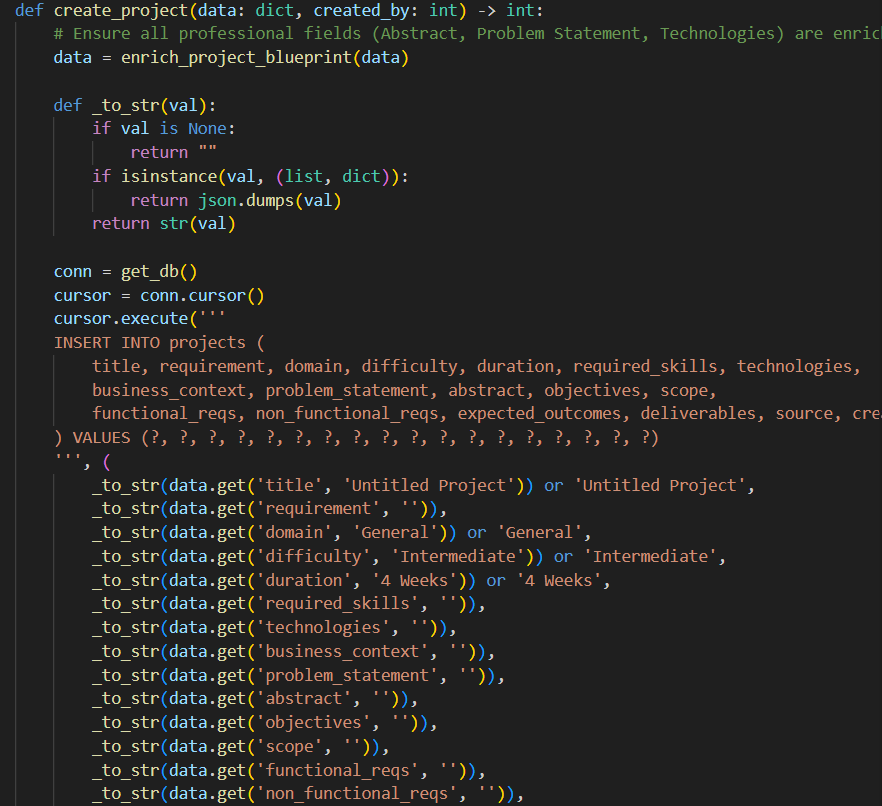 def create_project(data: dict, created_by: int) -> int:
    # Ensure all professional fields (Abstract, Problem Statement, Technologies) are
    data = enrich_project_blueprint(data)

    def _to_str(val):
        if val is None:
            return ""
        if isinstance(val, (list, dict)):
            return json.dumps(val)
        return str(val)

    conn = get_db()
    cursor = conn.cursor()
    cursor.execute('''
    INSERT INTO projects (
        title, requirement, domain, difficulty, duration, required_skills, technologies,
        business_context, problem_statement, abstract, objectives, scope,
        functional_reqs, non_functional_reqs, expected_outcomes, deliverables, source,
    ) VALUES (?, ?, ?, ?, ?, ?, ?, ?, ?, ?, ?, ?, ?, ?, ?, ?, ?, ?)
    ''', (
        _to_str(data.get('title', 'Untitled Project')) or 'Untitled Project',
        _to_str(data.get('requirement', '')),
        _to_str(data.get('domain', 'General')) or 'General',
        _to_str(data.get('difficulty', 'Intermediate')) or 'Intermediate',
        _to_str(data.get('duration', '4 Weeks')) or '4 Weeks',
        _to_str(data.get('required_skills', '')),
        _to_str(data.get('technologies', '')),
        _to_str(data.get('business_context', '')),
        _to_str(data.get('problem_statement', '')),
        _to_str(data.get('abstract', '')),
        _to_str(data.get('objectives', '')),
        _to_str(data.get('scope', '')),
        _to_str(data.get('functional_reqs', '')),
        _to_str(data.get('non_functional_reqs', '')),